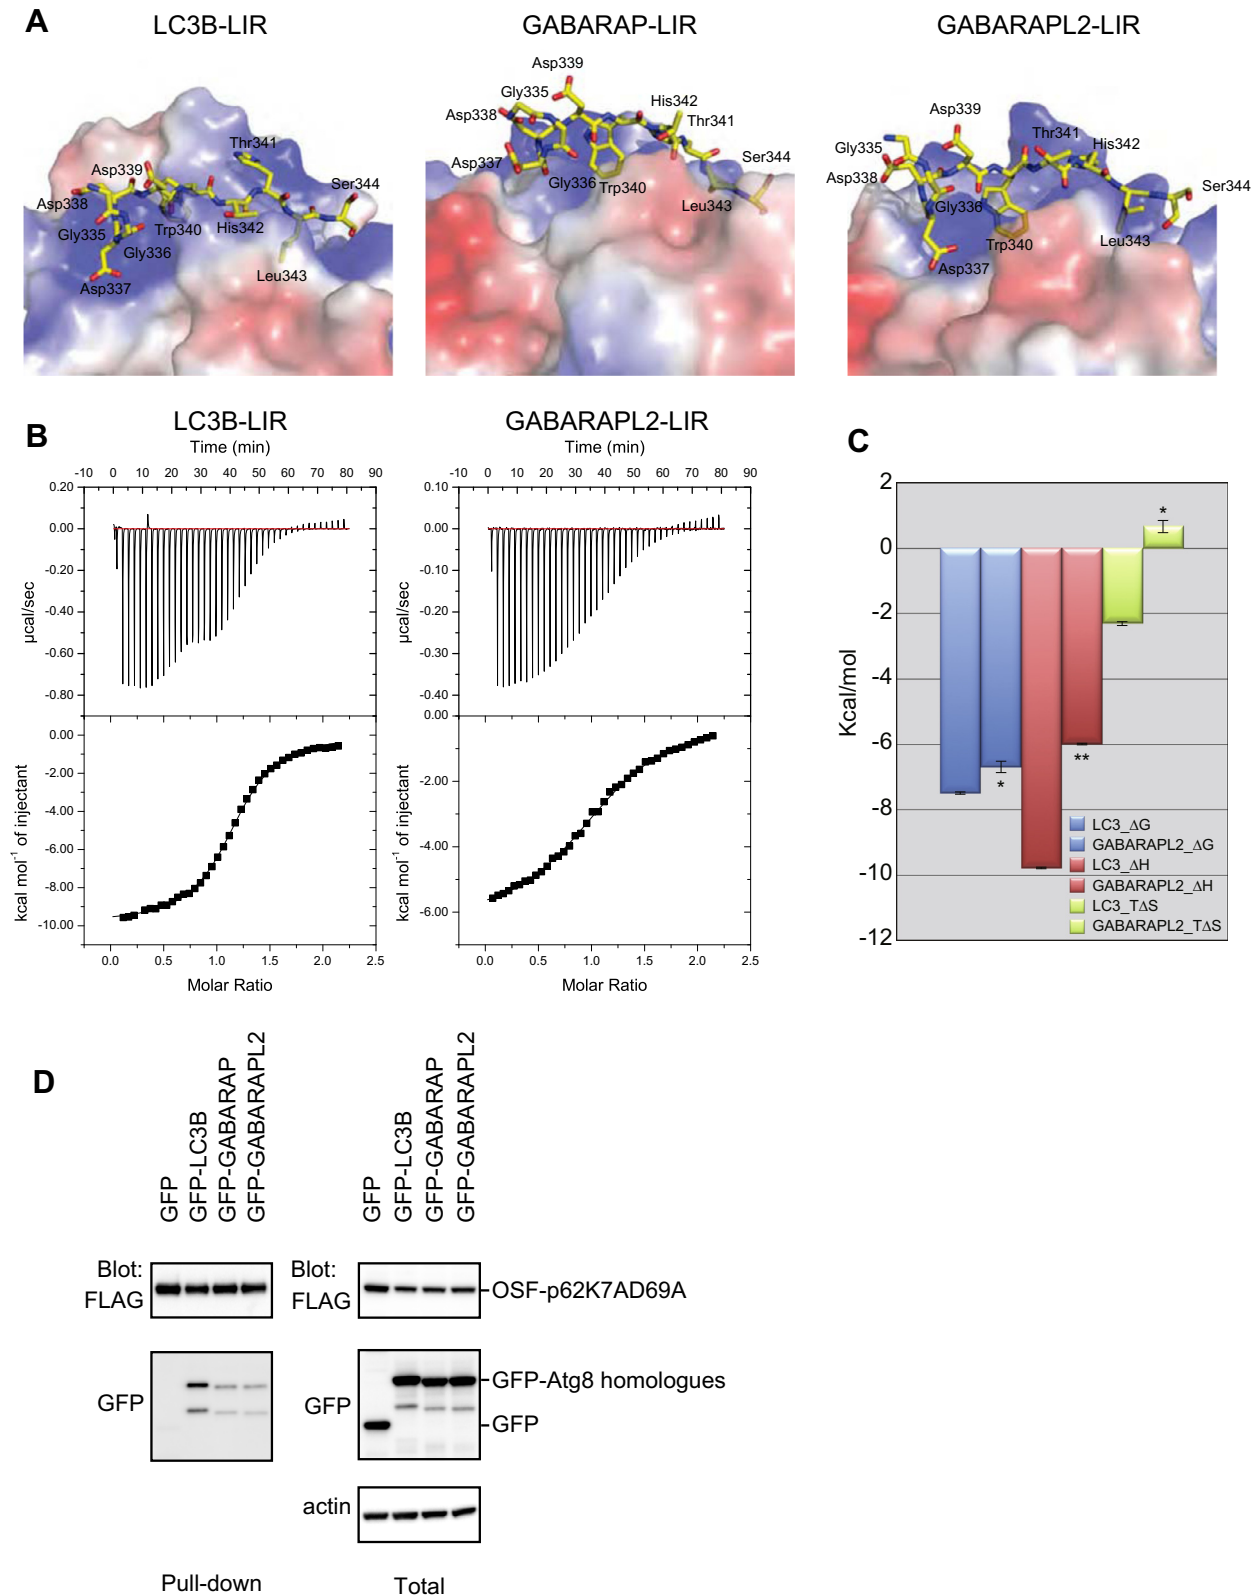 A
LC3B-LIR
GABARAP-LIR
GABARAPL2-LIR
Thr341
Asp339
Ser344
Asp338
Gly335
Trp340
His342
Gly336
Leu343
Asp337
Asp339
Gly335
His342
Asp338
Thr341
Asp337
Ser344
Gly336
Trp340
Leu343
Asp339
Thr341
His342
Gly335
Asp338
Ser344
Gly336
Trp340
Leu343
Asp337
B
LC3B-LIR
Time (min)
-10 0 10 20 30 40 50 60 70 80 90
0.20
0.00
-0.20
-0.40
-0.60
-0.80
µcal/sec
0.00
-2.00
-4.00
-6.00
-8.00
-10.00
kcal mol⁻¹ of injectant
0.0 0.5 1.0 1.5 2.0 2.5
Molar Ratio
GABARAPL2-LIR
Time (min)
-10 0 10 20 30 40 50 60 70 80 90
0.10
0.00
-0.10
-0.20
-0.30
-0.40
µcal/sec
0.00
-2.00
-4.00
-6.00
kcal mol⁻¹ of injectant
0.0 0.5 1.0 1.5 2.0 2.5
Molar Ratio
C
2
0
-2
-4
-6
-8
-10
-12
Kcal/mol
*
*
**
LC3_ΔG
GABARAPL2_ΔG
LC3_ΔH
GABARAPL2_ΔH
LC3_TΔS
GABARAPL2_TΔS
D
GFP
GFP-LC3B
GFP-GABARAP
GFP-GABARAPL2
GFP
GFP-LC3B
GFP-GABARAP
GFP-GABARAPL2
Blot:
FLAG
Blot:
FLAG
OSF-p62K7AD69A
GFP
GFP
GFP-Atg8 homologues
GFP
actin
Pull-down
Total